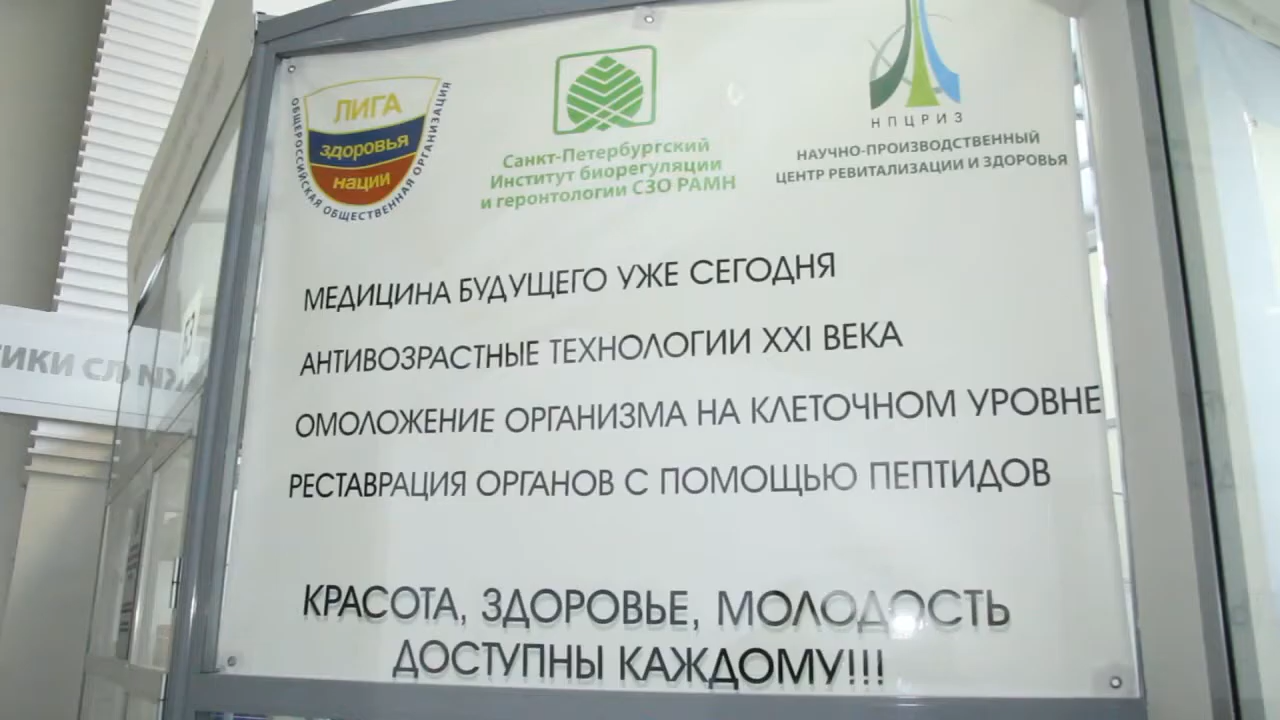 ЛИГА
здоровья
нации
ОБЩЕРОССИЙСКАЯ ОБЩЕСТВЕННАЯ ОРГАНИЗАЦИЯ
Санкт-Петербургский
Институт биорегуляции
и геронтологии СЗО РАМН
НПЦРИЗ
НАУЧНО-ПРОИЗВОДСТВЕННЫЙ
ЦЕНТР РЕВИТАЛИЗАЦИИ И ЗДОРОВЬЯ
МЕДИЦИНА БУДУЩЕГО УЖЕ СЕГОДНЯ
АНТИВОЗРАСТНЫЕ ТЕХНОЛОГИИ XXI ВЕКА
ОМОЛОЖЕНИЕ ОРГАНИЗМА НА КЛЕТОЧНОМ УРОВНЕ
РЕСТАВРАЦИЯ ОРГАНОВ С ПОМОЩЬЮ ПЕПТИДОВ
КРАСОТА, ЗДОРОВЬЕ, МОЛОДОСТЬ
ДОСТУПНЫ КАЖДОМУ!!!